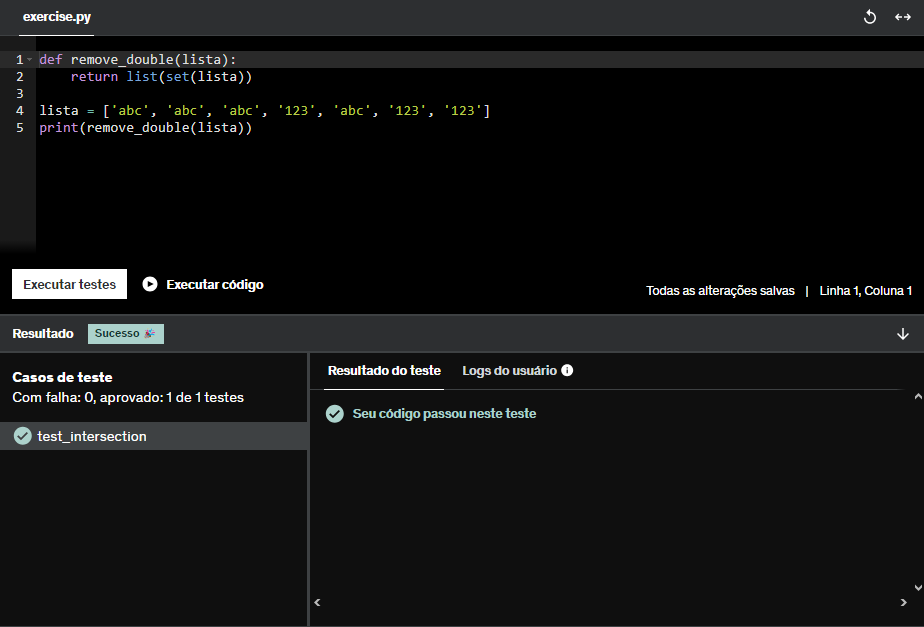 exercise.py
1 def remove_double(lista):
2 return list(set(lista))
3
4 lista = ['abc', 'abc', 'abc', '123', 'abc', '123', '123']
5 print(remove_double(lista))
Executar testes Executar código Todas as alterações salvas | Linha 1, Coluna 1
Resultado Sucesso 🎉
Casos de teste
Com falha: 0, aprovado: 1 de 1 testes
test_intersection
Resultado do teste Logs do usuário
Seu código passou neste teste